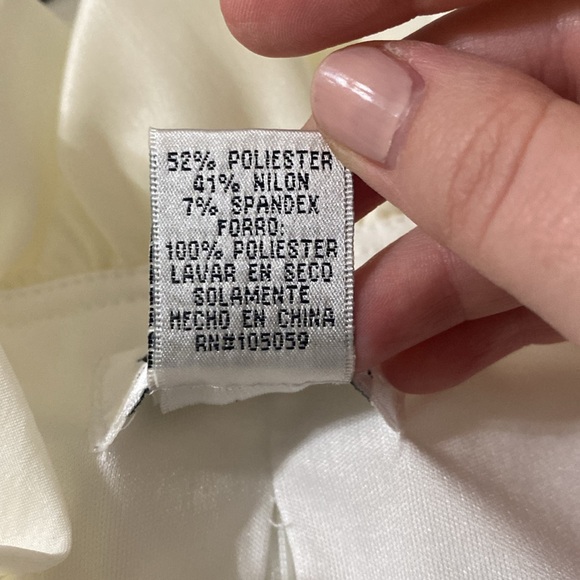 52% POLIESTER
41% NILON
7% SPANDEX
FORRO:
100% POLIESTER
LAVAR EN SECO
SOLAMENTE
HECHO EN CHINA
RN#105059